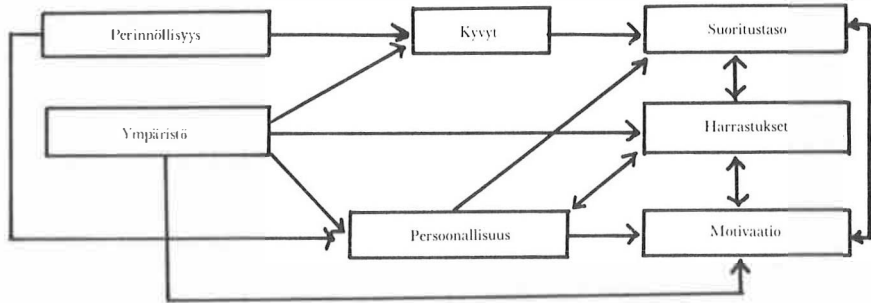 Perinnöllisyys
Kyvyt
Suoritustaso
Ympäristö
Harrastukset
Persoonallisuus
Motivaatio